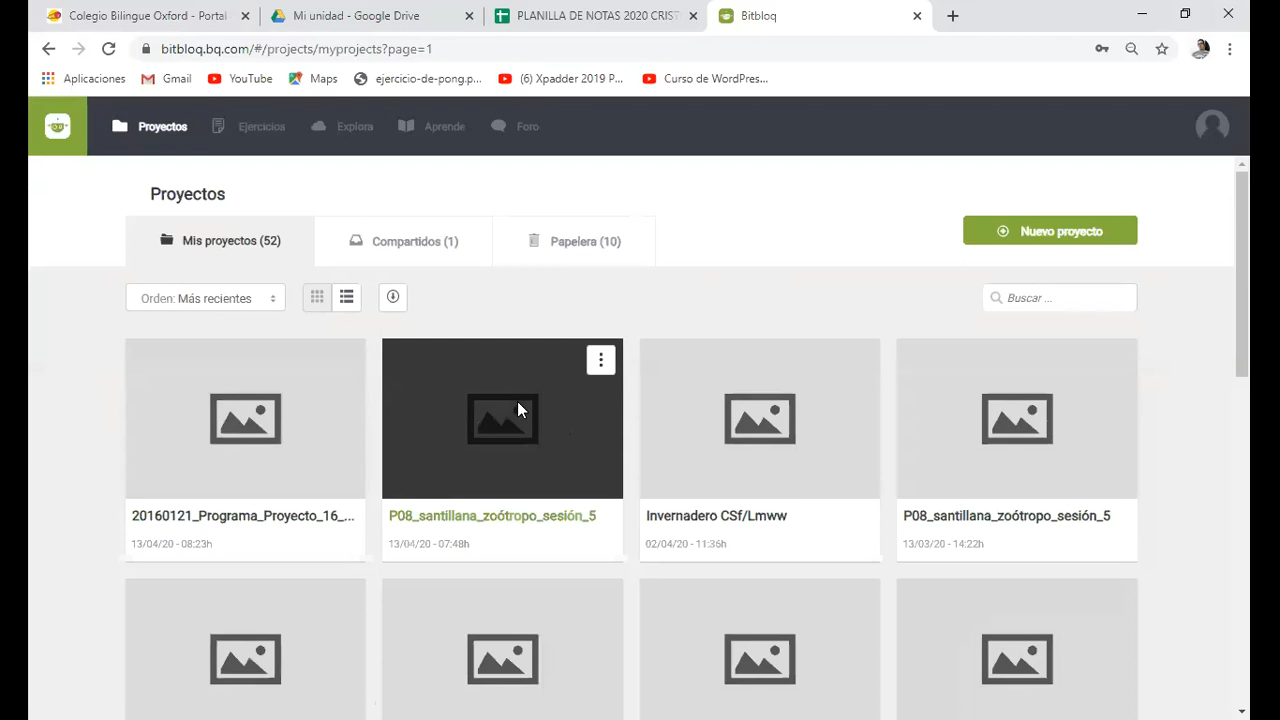 Colegio Bilingue Oxford - Portal
Mi unidad - Google Drive
PLANILLA DE NOTAS 2020 CRIST
Bitbloq
bitbloq.bq.com/#/projects/myprojects?page=1
Aplicaciones
Gmail
YouTube
Maps
ejercicio-de-pong.p...
(6) Xpadder 2019 P...
Curso de WordPres...
Proyectos
Ejercicios
Explora
Aprende
Foro
Proyectos
Mis proyectos (52)
Compartidos (1)
Papelera (10)
Nuevo proyecto
Orden: Más recientes
Buscar ...
20160121_Programa_Proyecto_16_...
P08_santillana_zoótropo_sesión_5
Invernadero CSf/Lmww
P08_santillana_zoótropo_sesión_5
13/04/20 - 08:23h
13/04/20 - 07:48h
02/04/20 - 11:36h
13/03/20 - 14:22h